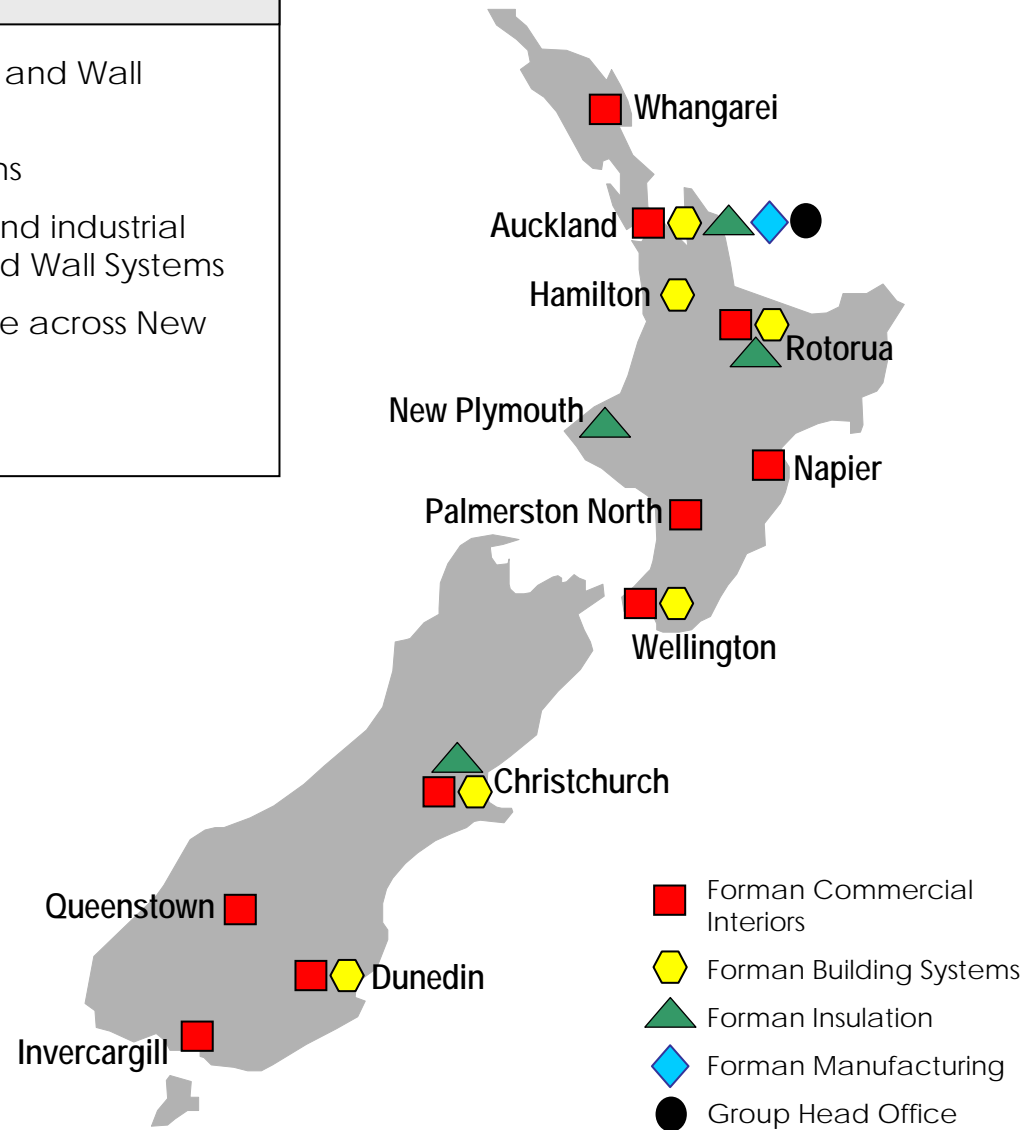 and Wall
ns
nd industrial
d Wall Systems
e across New
Whangarei
Auckland
Hamilton
Rotorua
New Plymouth
Napier
Palmerston North
Wellington
Christchurch
Queenstown
Dunedin
Invercargill
Forman Commercial
Interiors
Forman Building Systems
Forman Insulation
Forman Manufacturing
Group Head Office